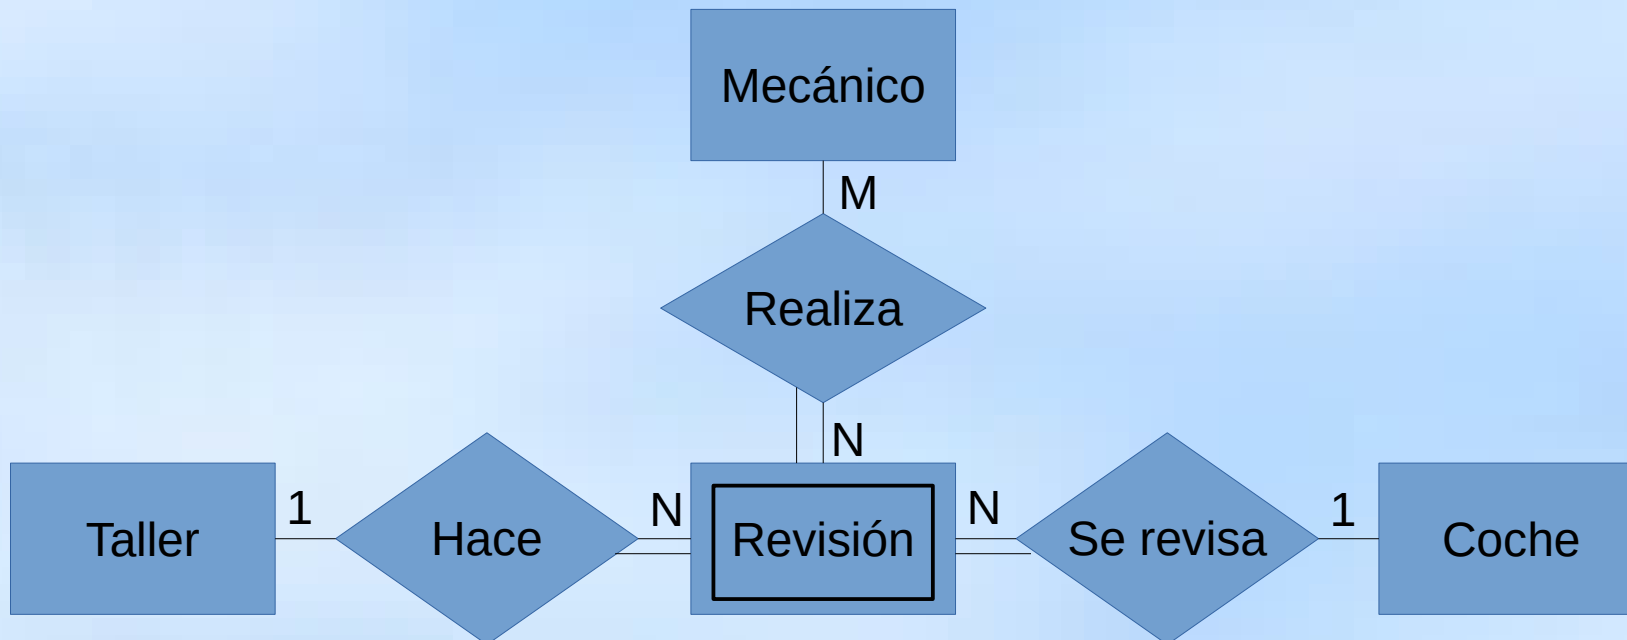 Mecánico
M
Realiza
N
Taller
1
Hace
N
Revisión
N
Se revisa
1
Coche